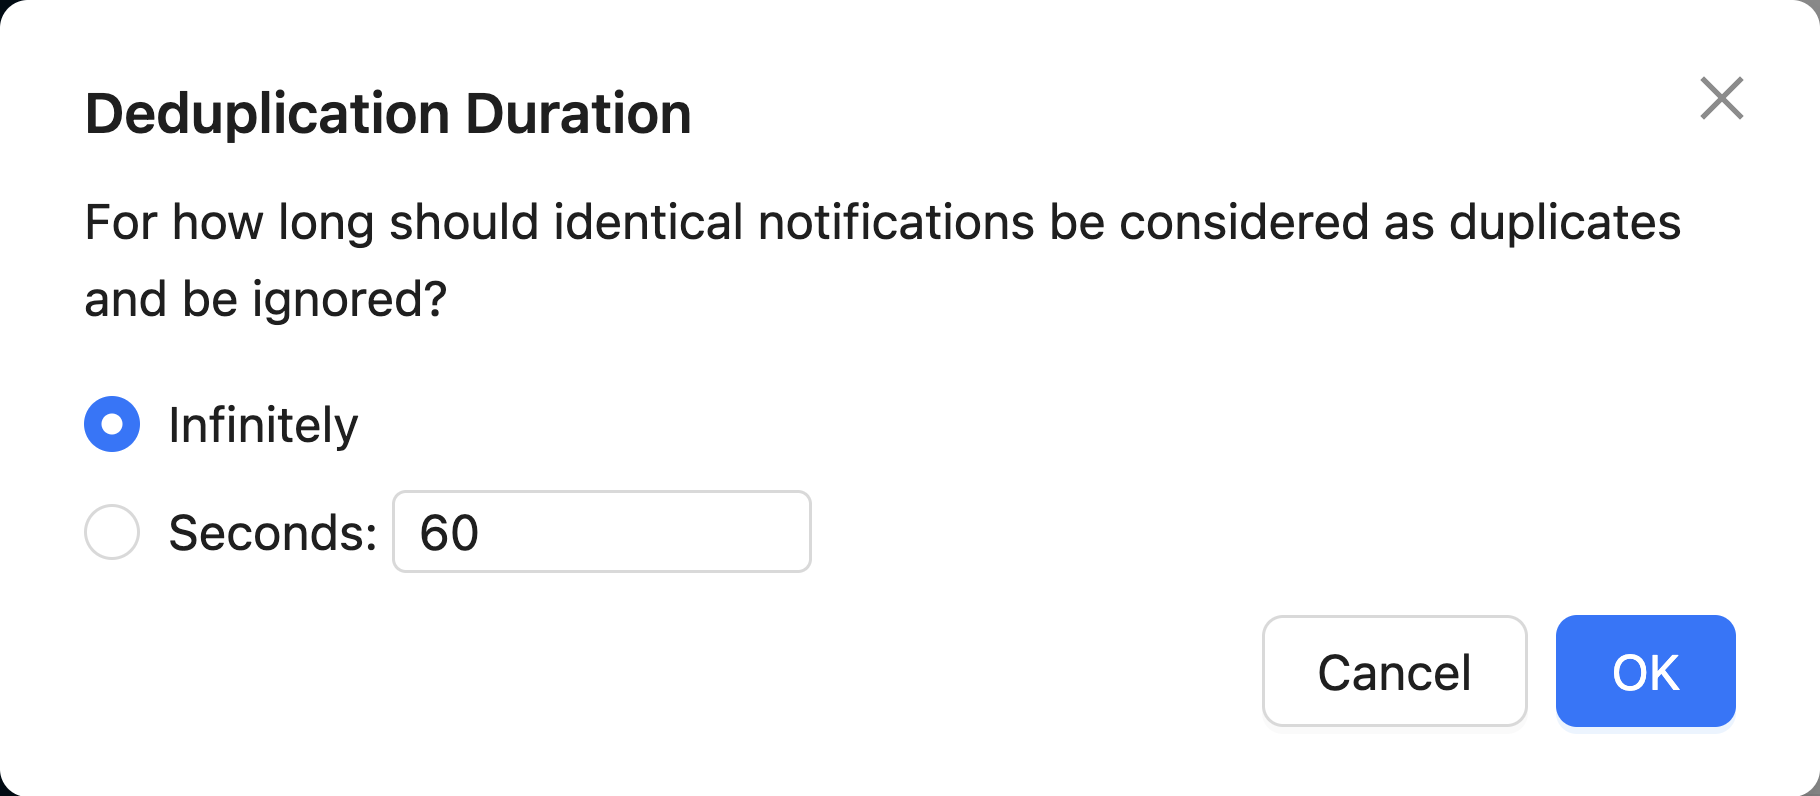 Deduplication Duration
For how long should identical notifications be considered as duplicates
and be ignored?
Infinitely
Seconds: 60
Cancel OK